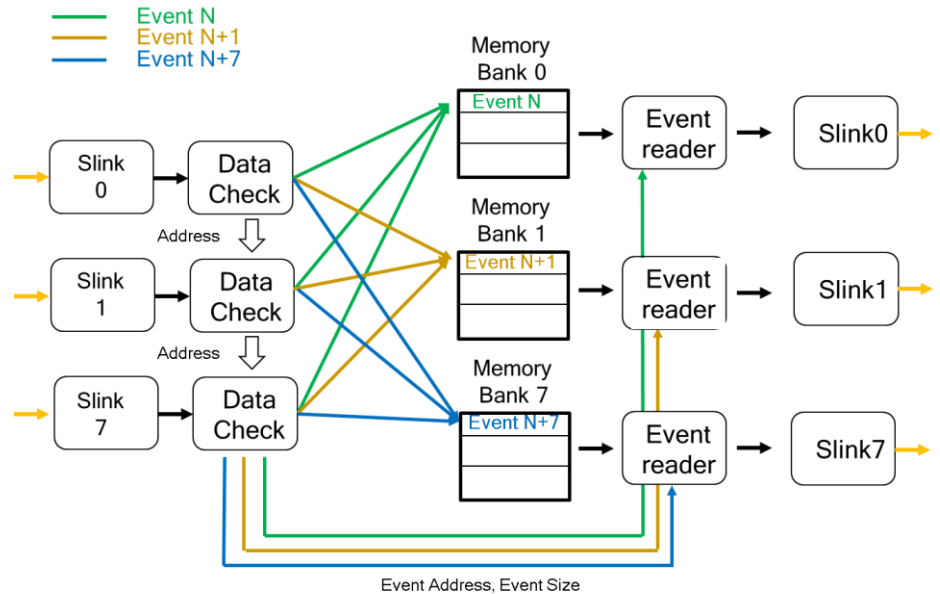 Event N
Event N+1
Event N+7
Memory
Bank 0
Event N
Event
reader
Slink0
Slink
0
Data
Check
Address
Memory
Bank 1
Event N+1
Event
reader
Slink1
Slink
1
Data
Check
Address
Memory
Bank 7
Event N+7
Event
reader
Slink7
Slink
7
Data
Check
Event Address, Event Size